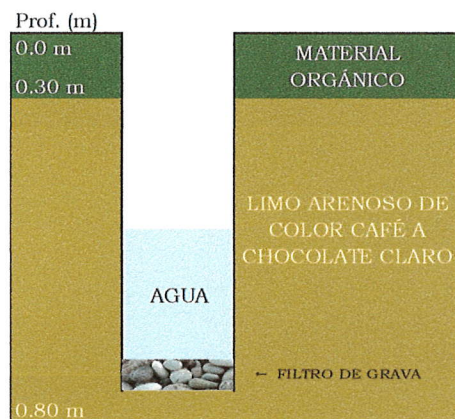 Prof. (m)
0.0 m
0.30 m
MATERIAL
ORGÁNICO
LIMO ARENOSO DE
COLOR CAFÉ A
CHOCOLATE CLARO
AGUA
← FILTRO DE GRAVA
0.80 m